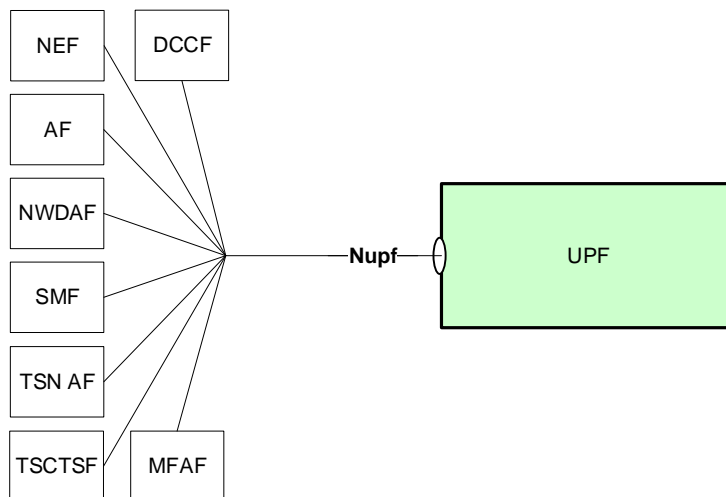 NEF
DCCF
AF
NWDAF
Nupf
UPF
SMF
TSN AF
TSCTSF
MFAF